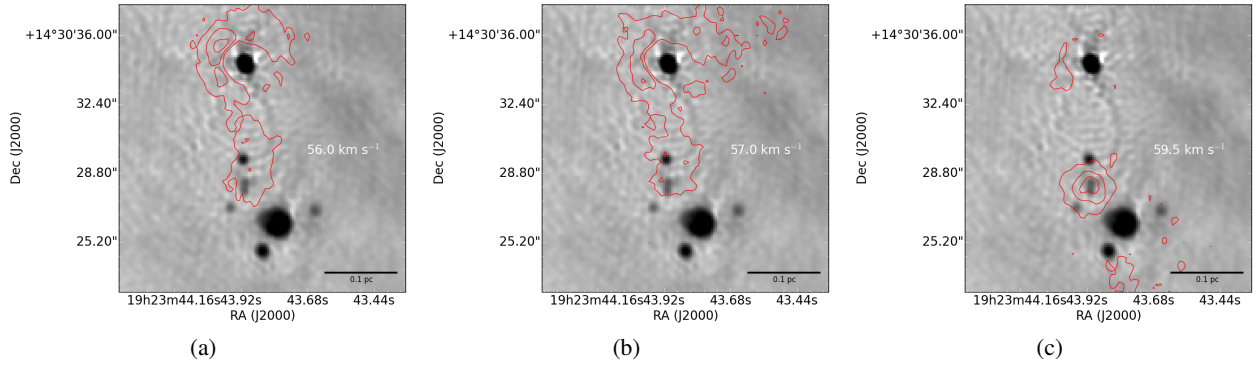 +14°30'36.00"
32.40"
28.80"
25.20"
Dec (J2000)
56.0 km s⁻¹
0.1 pc
19h23m44.16s43.92s 43.68s 43.44s
RA (J2000)
(a)
+14°30'36.00"
32.40"
28.80"
25.20"
Dec (J2000)
57.0 km s⁻¹
0.1 pc
19h23m44.16s43.92s 43.68s 43.44s
RA (J2000)
(b)
+14°30'36.00"
32.40"
28.80"
25.20"
Dec (J2000)
59.5 km s⁻¹
0.1 pc
19h23m44.16s43.92s 43.68s 43.44s
RA (J2000)
(c)